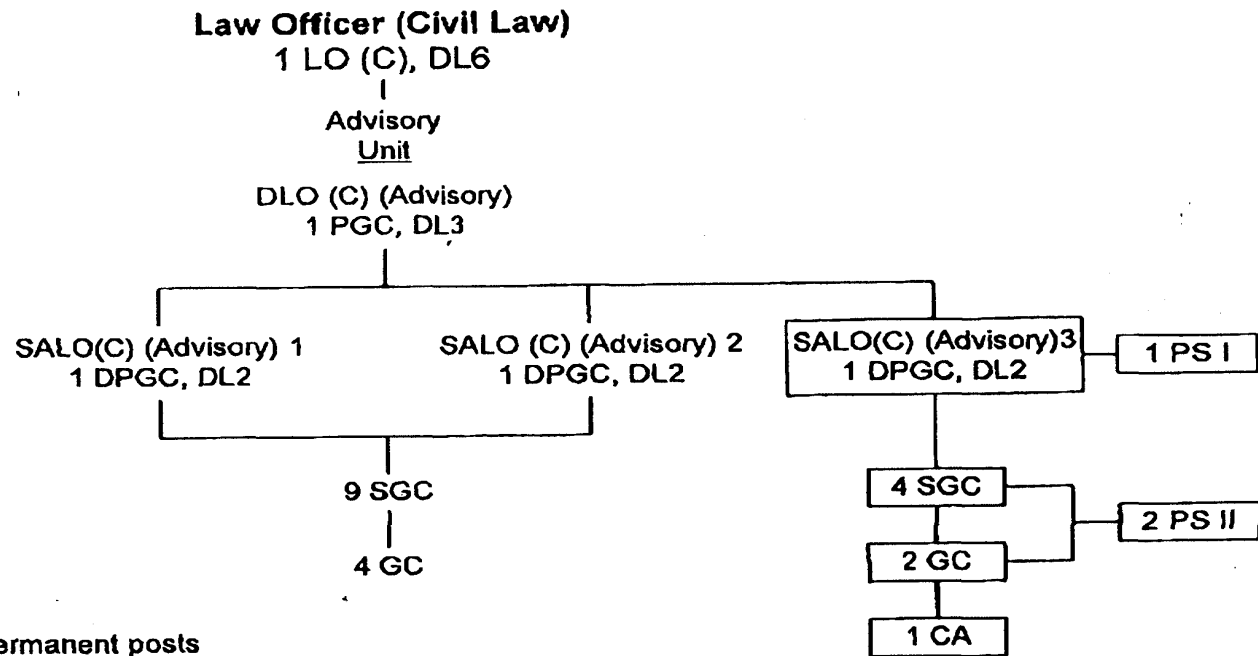 Law Officer (Civil Law)
1 LO (C), DL6
Advisory
Unit
DLO (C) (Advisory)
1 PGC, DL3
SALO(C) (Advisory) 1
1 DPGC, DL2
SALO (C) (Advisory) 2
1 DPGC, DL2
SALO(C) (Advisory)3
1 DPGC, DL2
1 PS I
9 SGC
4 GC
4 SGC
2 GC
2 PS II
1 CA
ermanent posts